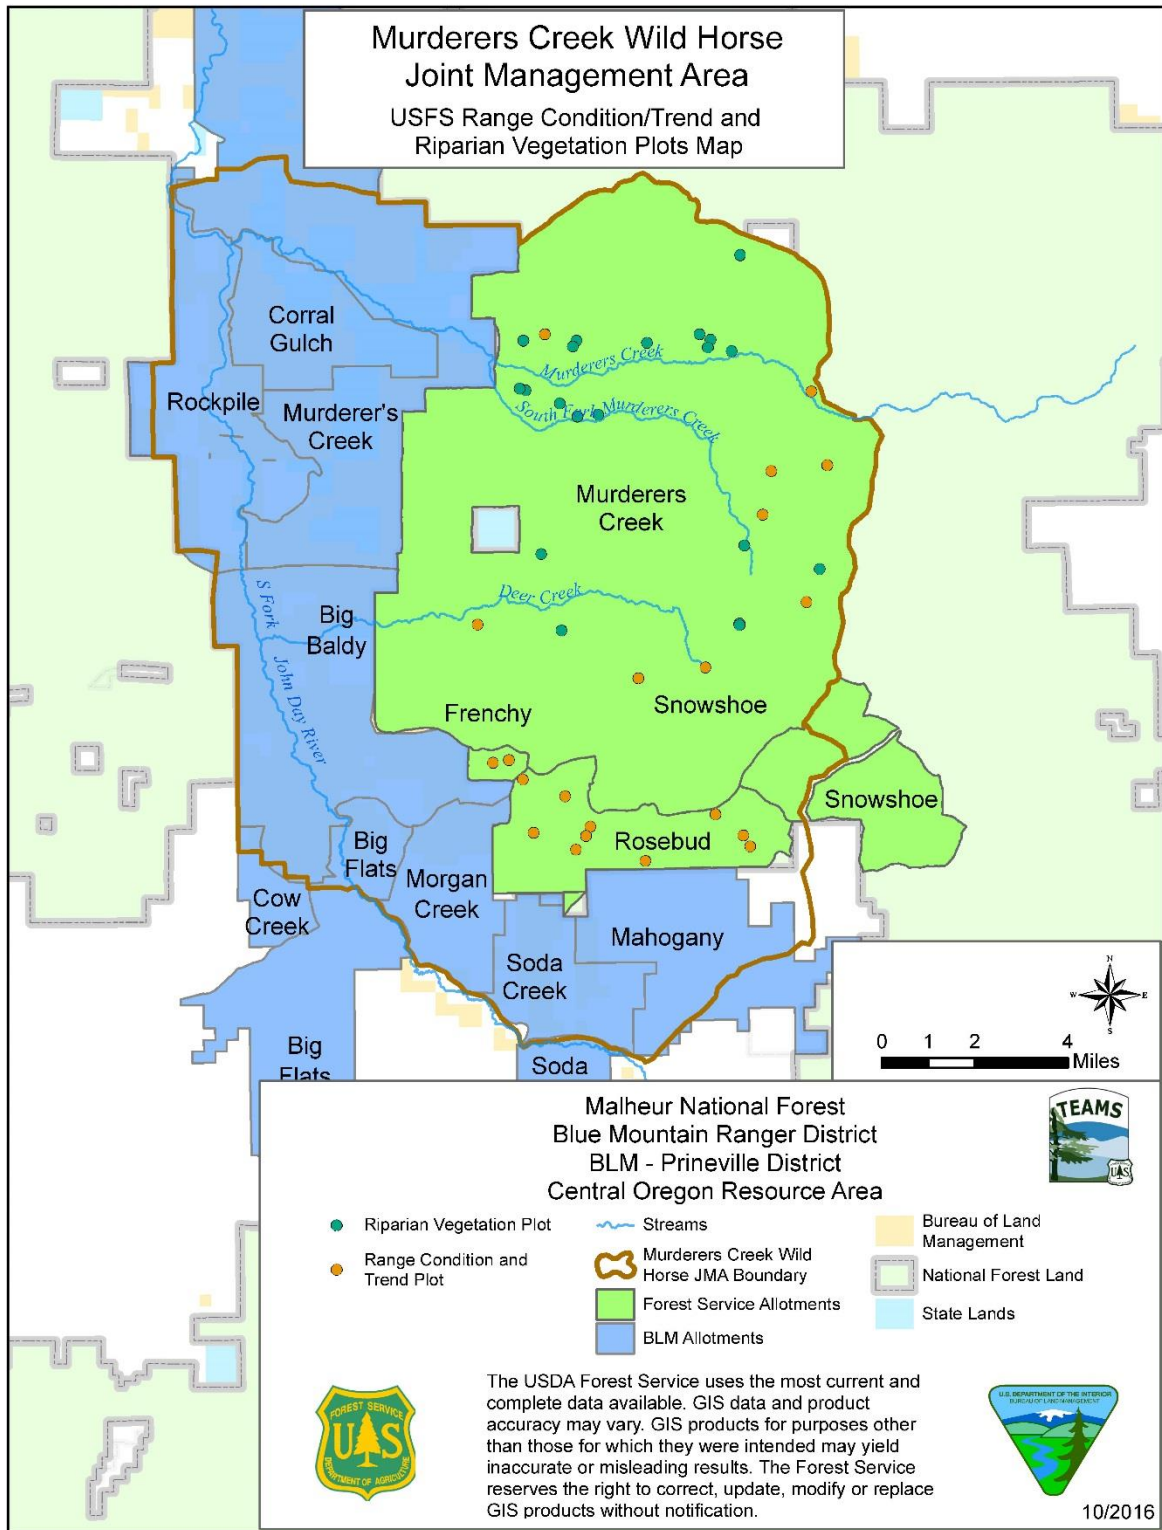 Murderers Creek Wild Horse
Joint Management Area
USFS Range Condition/Trend and
Riparian Vegetation Plots Map
Corral
Gulch
Rockpile
Murderer's
Creek
Murderers Creek
South Fork Murderers Creek
Murderers
Creek
Deer Creek
S Fork
John Day River
Big
Baldy
Frenchy
Snowshoe
Snowshoe
Rosebud
Big
Flats
Morgan
Creek
Cow
Creek
Mahogany
Soda
Creek
Big
Flats
Soda
N
W E
S
0 1 2 4
Miles
Malheur National Forest
Blue Mountain Ranger District
BLM - Prineville District
Central Oregon Resource Area
TEAMS
U S
Riparian Vegetation Plot
Range Condition and
Trend Plot
Streams
Murderers Creek Wild
Horse JMA Boundary
Forest Service Allotments
BLM Allotments
Bureau of Land
Management
National Forest Land
State Lands
FOREST SERVICE
U S
DEPARTMENT OF AGRICULTURE
The USDA Forest Service uses the most current and
complete data available. GIS data and product
accuracy may vary. GIS products for purposes other
than those for which they were intended may yield
inaccurate or misleading results. The Forest Service
reserves the right to correct, update, modify or replace
GIS products without notification.
U.S. DEPARTMENT OF THE INTERIOR
BUREAU OF LAND MANAGEMENT
10/2016